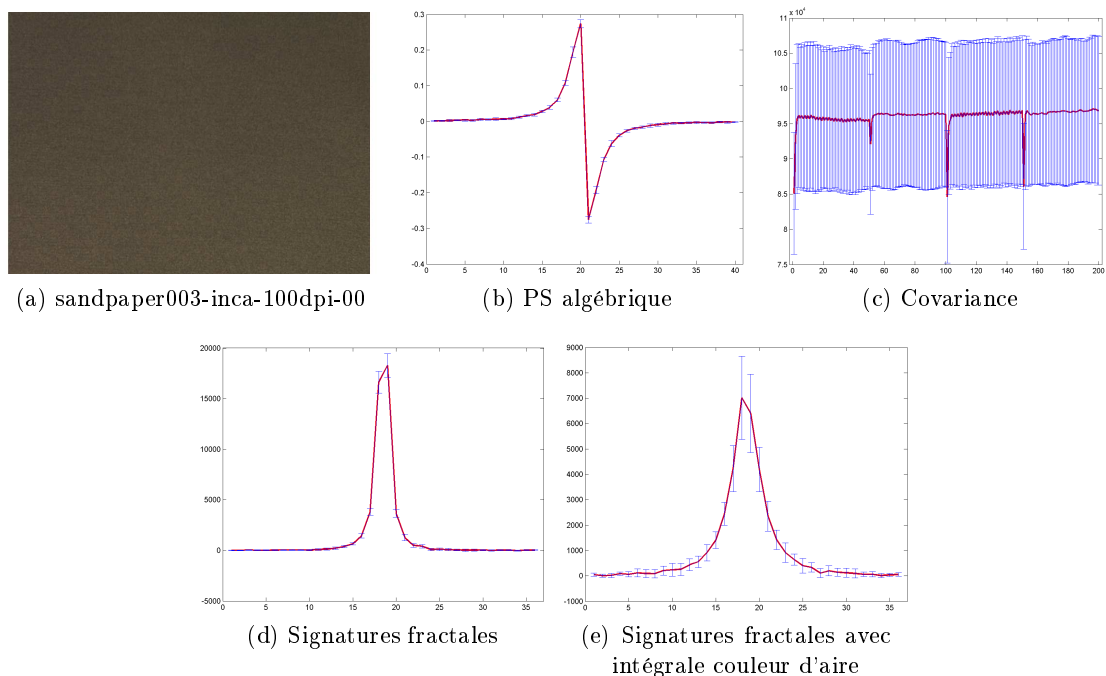 0.3
0.2
0.1
0
-0.1
-0.2
-0.3
-0.4
0 5 10 15 20 25 30 35 40
11 x 10^4
10.5
10
9.5
9
8.5
8
7.5
0 20 40 60 80 100 120 140 160 180 200
(a) sandpaper003-inca-100dpi-00
(b) PS algébrique
(c) Covariance
20000
15000
10000
5000
0
-5000
0 5 10 15 20 25 30 35
9000
8000
7000
6000
5000
4000
3000
2000
1000
0
-1000
0 5 10 15 20 25 30 35
(d) Signatures fractales
(e) Signatures fractales avec
intégrale couleur d'aire